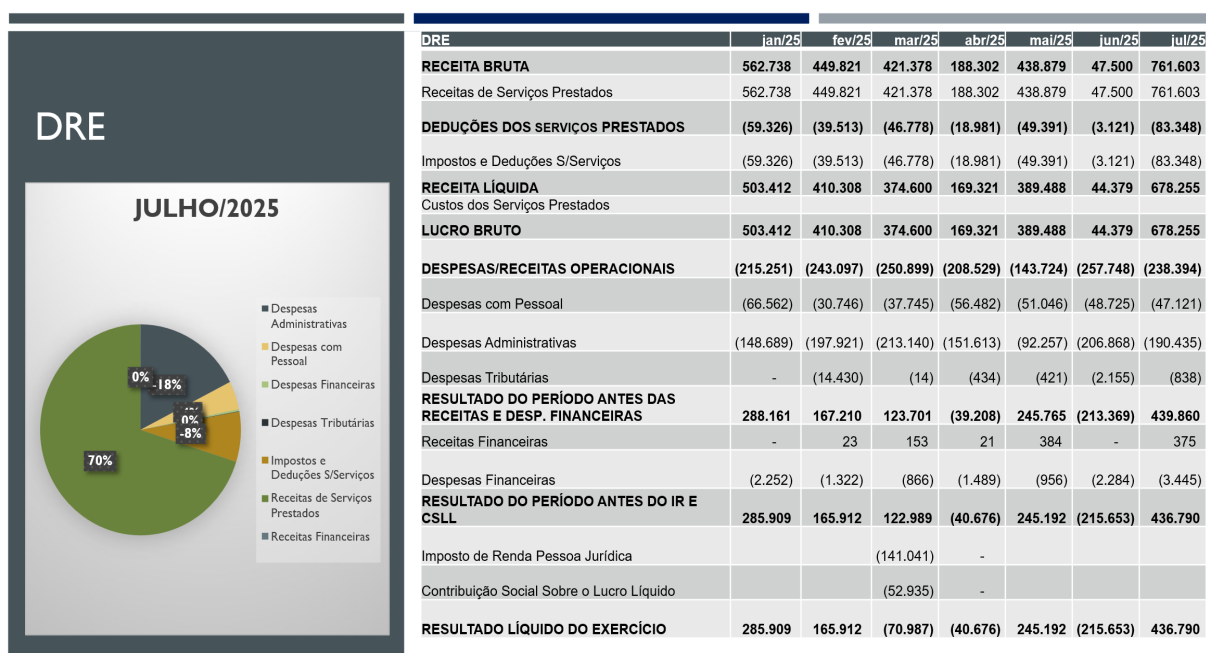 DRE
JULHO/2025
0%
-18%
0%
-8%
70%
Despesas
Administrativas
Despesas com
Pessoal
Despesas Financeiras
Despesas Tributárias
Impostos e
Deduções S/Serviços
Receitas de Serviços
Prestados
Receitas Financeiras
DRE jan/25 fev/25 mar/25 abr/25 mai/25 jun/25 jul/25
RECEITA BRUTA 562.738 449.821 421.378 188.302 438.879 47.500 761.603
Receitas de Serviços Prestados 562.738 449.821 421.378 188.302 438.879 47.500 761.603
DEDUÇÕES DOS SERVIÇOS PRESTADOS (59.326) (39.513) (46.778) (18.981) (49.391) (3.121) (83.348)
Impostos e Deduções S/Serviços (59.326) (39.513) (46.778) (18.981) (49.391) (3.121) (83.348)
RECEITA LÍQUIDA 503.412 410.308 374.600 169.321 389.488 44.379 678.255
Custos dos Serviços Prestados
LUCRO BRUTO 503.412 410.308 374.600 169.321 389.488 44.379 678.255
DESPESAS/RECEITAS OPERACIONAIS (215.251) (243.097) (250.899) (208.529) (143.724) (257.748) (238.394)
Despesas com Pessoal (66.562) (30.746) (37.745) (56.482) (51.046) (48.725) (47.121)
Despesas Administrativas (148.689) (197.921) (213.140) (151.613) (92.257) (206.868) (190.435)
Despesas Tributárias - (14.430) (14) (434) (421) (2.155) (838)
RESULTADO DO PERÍODO ANTES DAS
RECEITAS E DESP. FINANCEIRAS 288.161 167.210 123.701 (39.208) 245.765 (213.369) 439.860
Receitas Financeiras - 23 153 21 384 - 375
Despesas Financeiras (2.252) (1.322) (866) (1.489) (956) (2.284) (3.445)
RESULTADO DO PERÍODO ANTES DO IR E
CSLL 285.909 165.912 122.989 (40.676) 245.192 (215.653) 436.790
Imposto de Renda Pessoa Jurídica (141.041) -
Contribuição Social Sobre o Lucro Líquido (52.935) -
RESULTADO LÍQUIDO DO EXERCÍCIO 285.909 165.912 (70.987) (40.676) 245.192 (215.653) 436.790